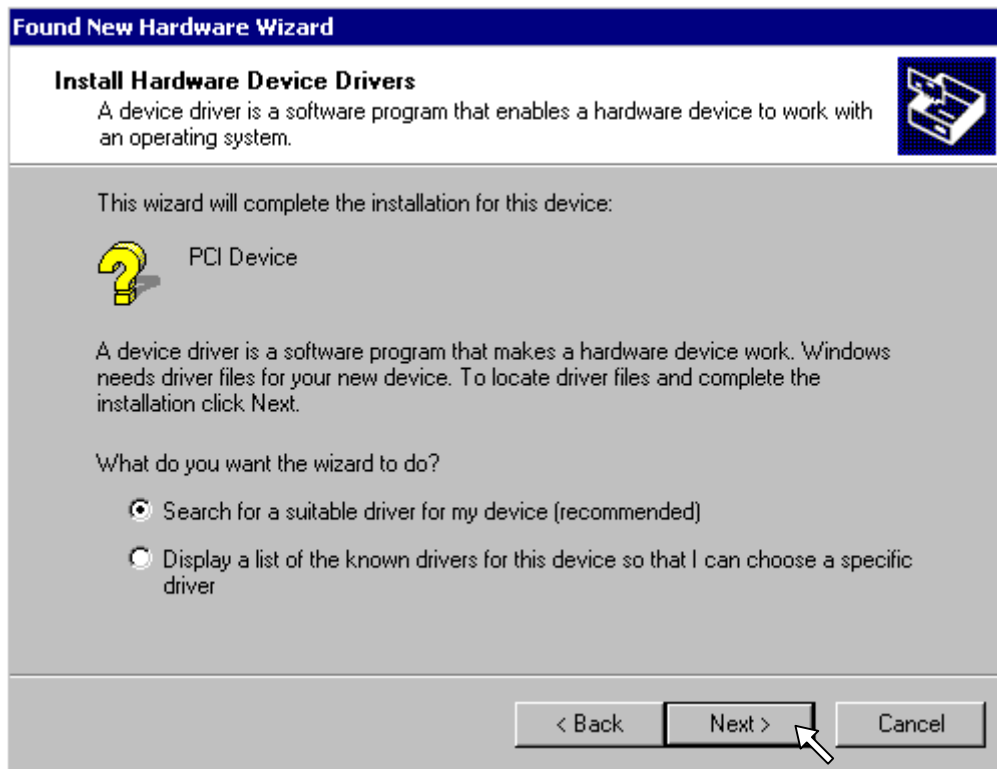 Found New Hardware Wizard
Install Hardware Device Drivers
A device driver is a software program that enables a hardware device to work with
an operating system.
This wizard will complete the installation for this device:
PCI Device
A device driver is a software program that makes a hardware device work. Windows
needs driver files for your new device. To locate driver files and complete the
installation click Next.
What do you want the wizard to do?
Search for a suitable driver for my device (recommended)
Display a list of the known drivers for this device so that I can choose a specific
driver
< Back Next > Cancel